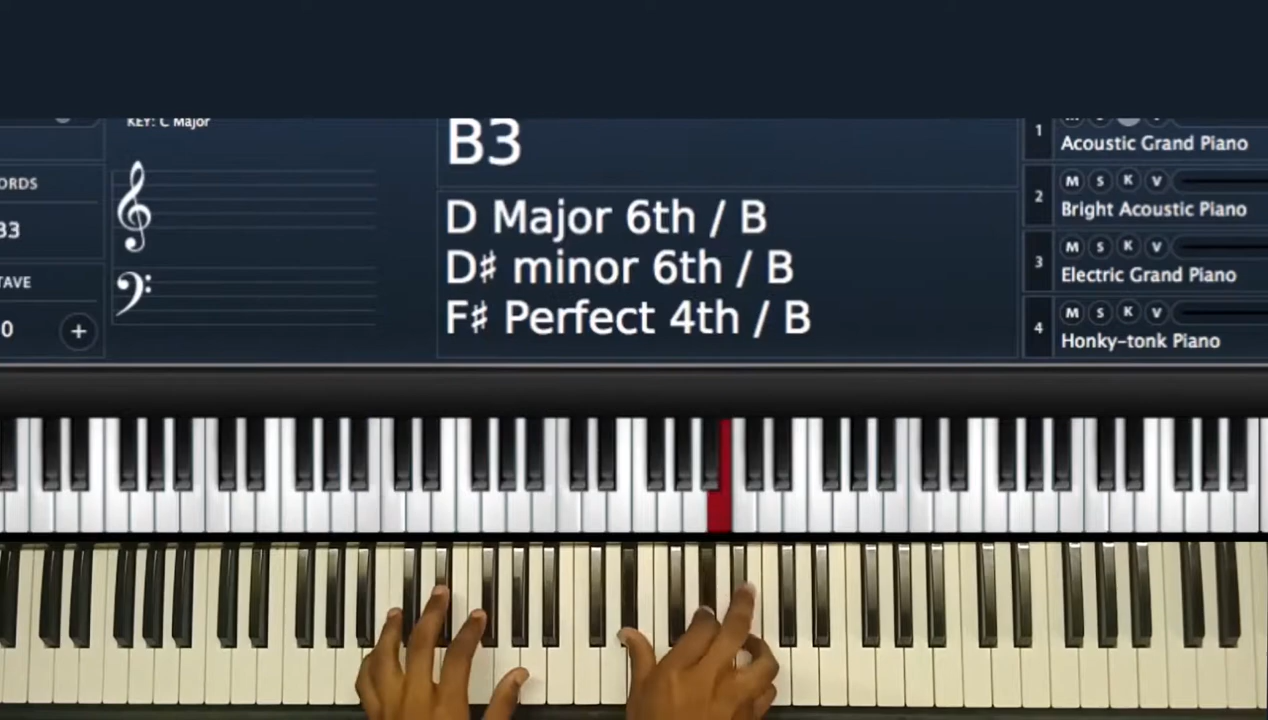 KEY: C Major
B3
ORDS
B3
TAVE
0 +
D Major 6th / B
D♯ minor 6th / B
F♯ Perfect 4th / B
1
Acoustic Grand Piano
M S K V
2
Bright Acoustic Piano
M S K V
3
Electric Grand Piano
M S K V
4
Honky-tonk Piano